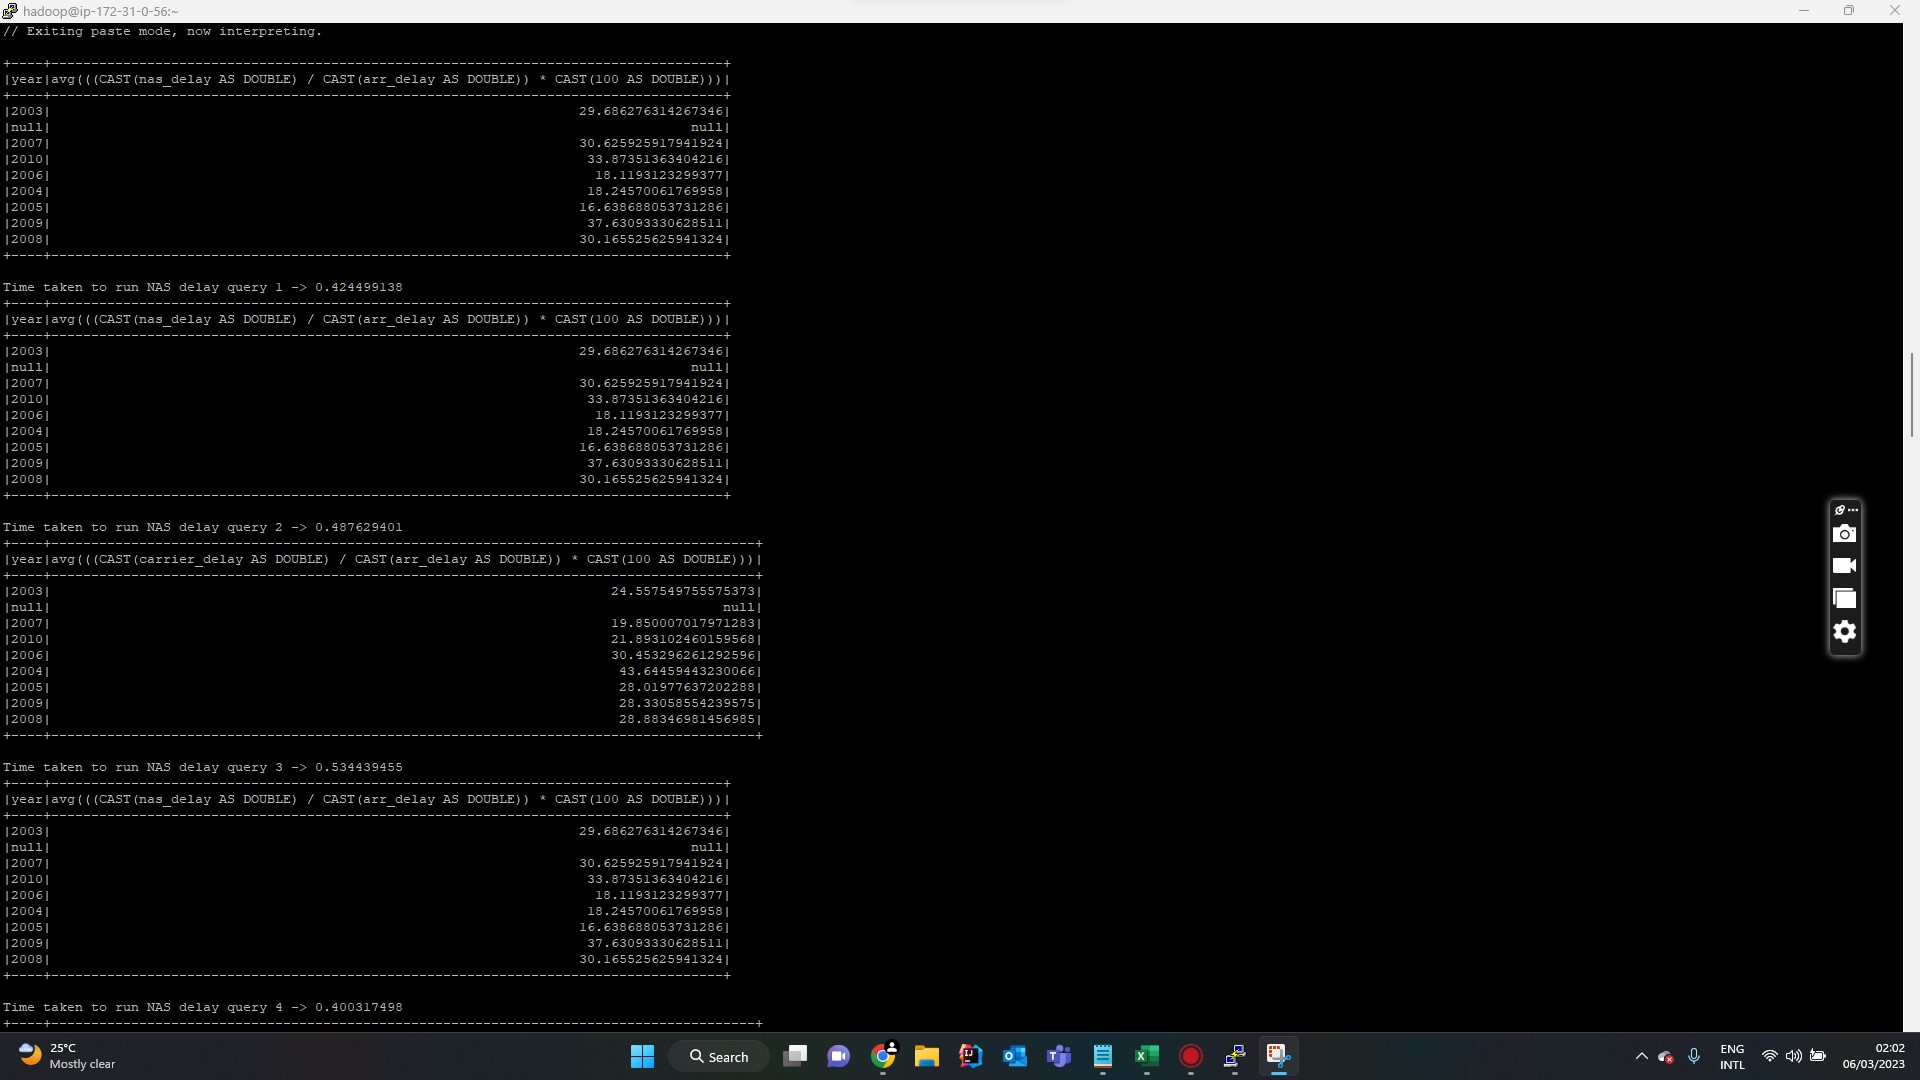 hadoop@ip-172-31-0-56:~
// Exiting paste mode, now interpreting.
+----+------------------------------------------------------------------------------------+
|year|avg(((CAST(nas_delay AS DOUBLE) / CAST(arr_delay AS DOUBLE)) * CAST(100 AS DOUBLE)))|
+----+------------------------------------------------------------------------------------+
|2003| 29.686276314267346|
|null| null|
|2007| 30.625925917941924|
|2010| 33.87351363404216|
|2006| 18.1193123299377|
|2004| 18.24570061769958|
|2005| 16.638688053731286|
|2009| 37.63093330628511|
|2008| 30.165525625941324|
+----+------------------------------------------------------------------------------------+
Time taken to run NAS delay query 1 -> 0.424499138
+----+------------------------------------------------------------------------------------+
|year|avg(((CAST(nas_delay AS DOUBLE) / CAST(arr_delay AS DOUBLE)) * CAST(100 AS DOUBLE)))|
+----+------------------------------------------------------------------------------------+
|2003| 29.686276314267346|
|null| null|
|2007| 30.625925917941924|
|2010| 33.87351363404216|
|2006| 18.1193123299377|
|2004| 18.24570061769958|
|2005| 16.638688053731286|
|2009| 37.63093330628511|
|2008| 30.165525625941324|
+----+------------------------------------------------------------------------------------+
Time taken to run NAS delay query 2 -> 0.487629401
+----+----------------------------------------------------------------------------------------+
|year|avg(((CAST(carrier_delay AS DOUBLE) / CAST(arr_delay AS DOUBLE)) * CAST(100 AS DOUBLE)))|
+----+----------------------------------------------------------------------------------------+
|2003| 24.557549755575373|
|null| null|
|2007| 19.850007017971283|
|2010| 21.893102460159568|
|2006| 30.453296261292596|
|2004| 43.64459443230066|
|2005| 28.01977637202288|
|2009| 28.33058554239575|
|2008| 28.88346981456985|
+----+----------------------------------------------------------------------------------------+
Time taken to run NAS delay query 3 -> 0.534439455
+----+------------------------------------------------------------------------------------+
|year|avg(((CAST(nas_delay AS DOUBLE) / CAST(arr_delay AS DOUBLE)) * CAST(100 AS DOUBLE)))|
+----+------------------------------------------------------------------------------------+
|2003| 29.686276314267346|
|null| null|
|2007| 30.625925917941924|
|2010| 33.87351363404216|
|2006| 18.1193123299377|
|2004| 18.24570061769958|
|2005| 16.638688053731286|
|2009| 37.63093330628511|
|2008| 30.165525625941324|
+----+------------------------------------------------------------------------------------+
Time taken to run NAS delay query 4 -> 0.400317498
+----+----------------------------------------------------------------------------------------+
25°C
Mostly clear
Search
ENG
INTL
02:02
06/03/2023